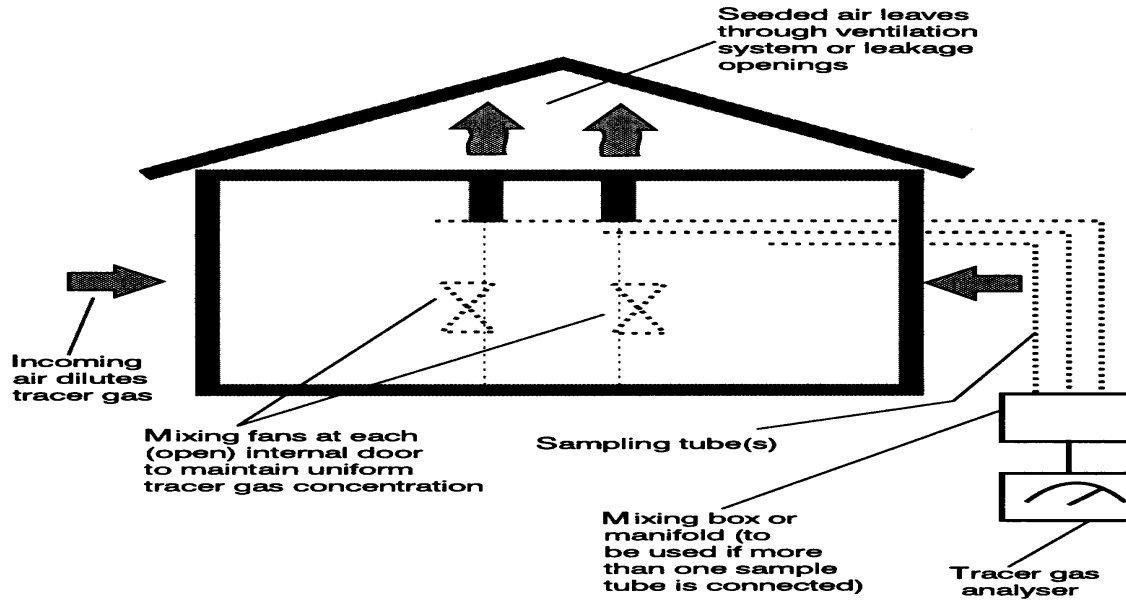 Seeded air leaves
through ventilation
system or leakage
openings
Incoming
air dilutes
tracer gas
Mixing fans at each
(open) internal door
to maintain uniform
tracer gas concentration
Sampling tube(s)
Mixing box or
manifold (to
be used if more
than one sample
tube is connected)
Tracer gas
analyser